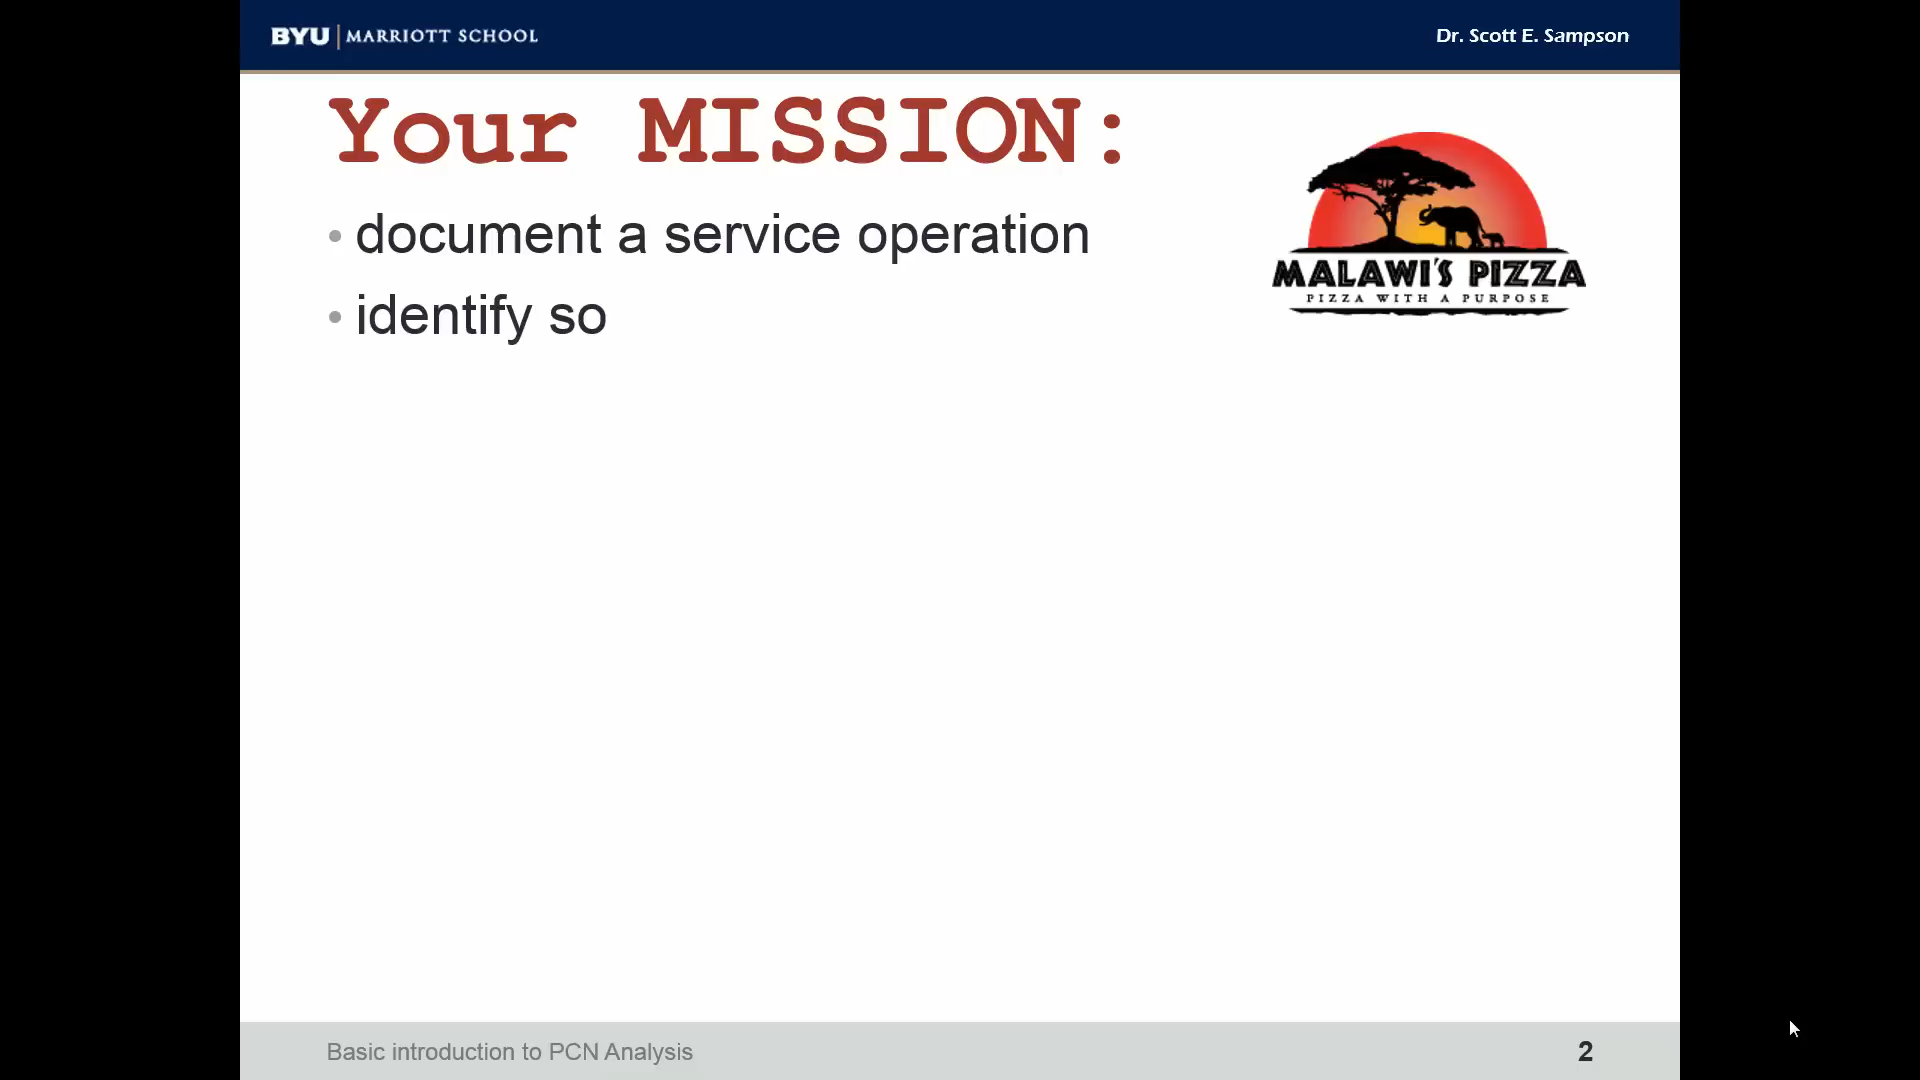 BYU | MARRIOTT SCHOOL
Dr. Scott E. Sampson
Your MISSION:
• document a service operation
• identify so
MALAWI'S PIZZA
PIZZA WITH A PURPOSE
Basic introduction to PCN Analysis
2